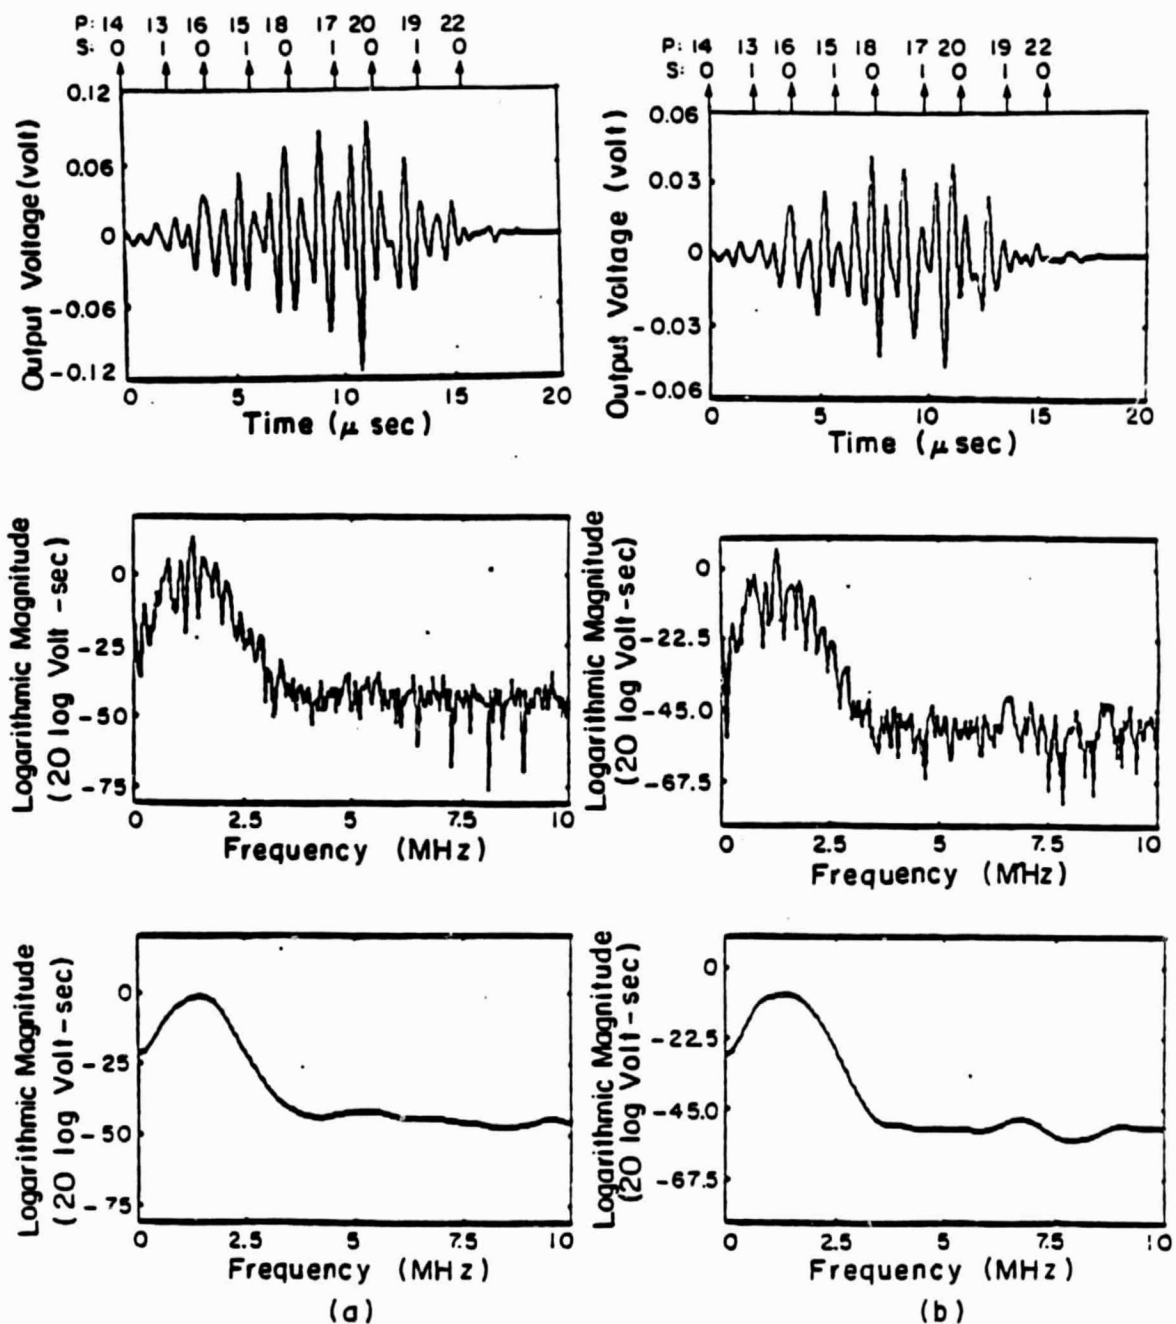 P: 14 13 16 15 18 17 20 19 22
S: 0 1 0 1 0 1 0 1 0
0.12
0.06
0
-0.06
-0.12
Output Voltage (volt)
0 5 10 15 20
Time (μ sec)
P: 14 13 16 15 18 17 20 19 22
S: 0 1 0 1 0 1 0 1 0
0.06
0.03
0
-0.03
-0.06
Output Voltage (volt)
0 5 10 15 20
Time (μ sec)
Logarithmic Magnitude
(20 log Volt-sec)
0
-25
-50
-75
0 2.5 5 7.5 10
Frequency (MHz)
Logarithmic Magnitude
(20 log Volt-sec)
0
-22.5
-45.0
-67.5
0 2.5 5 7.5 10
Frequency (MHz)
Logarithmic Magnitude
(20 log Volt-sec)
0
-25
-50
-75
0 2.5 5 7.5 10
Frequency (MHz)
(a)
Logarithmic Magnitude
(20 log Volt-sec)
0
-22.5
-45.0
-67.5
0 2.5 5 7.5 10
Frequency (MHz)
(b)